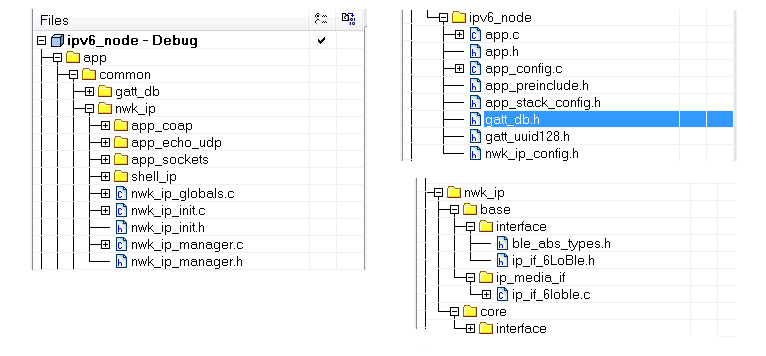 Files
ipv6_node - Debug
app
common
gatt_db
nwk_ip
app_coap
app_echo_udp
app_sockets
shell_ip
nwk_ip_globals.c
nwk_ip_init.c
nwk_ip_init.h
nwk_ip_manager.c
nwk_ip_manager.h
ipv6_node
app.c
app.h
app_config.c
app_preinclude.h
app_stack_config.h
gatt_db.h
gatt_uuid128.h
nwk_ip_config.h
nwk_ip
base
interface
ble_abs_types.h
ip_if_6LoBle.h
ip_media_if
ip_if_6loble.c
core
interface